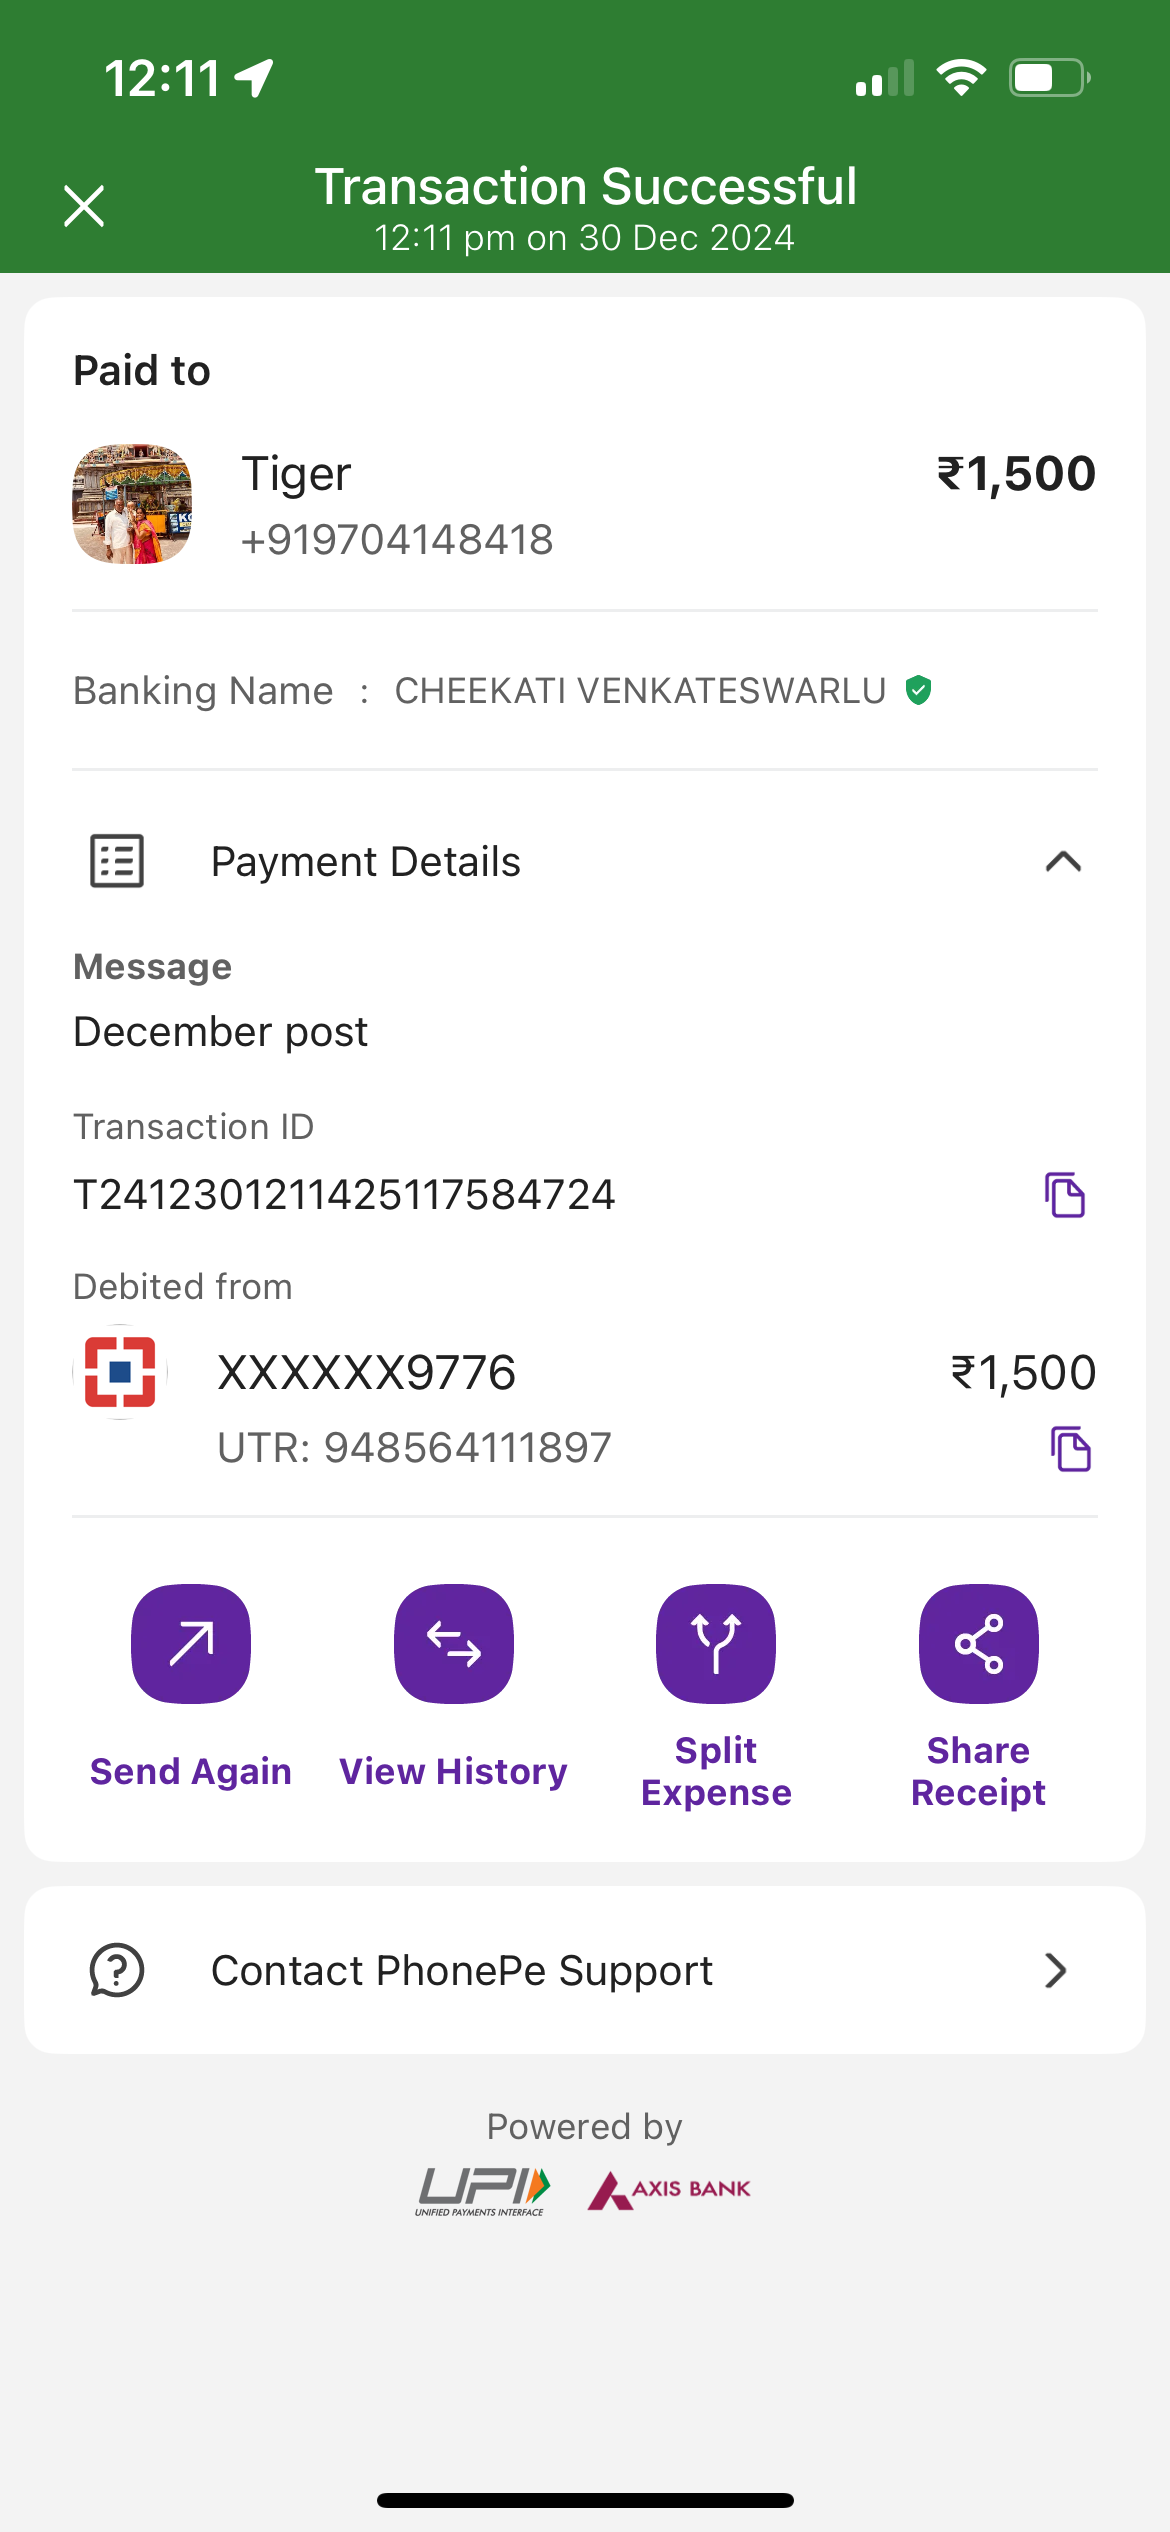 12:11
Transaction Successful
12:11 pm on 30 Dec 2024
Paid to
Tiger
₹1,500
+919704148418
Banking Name : CHEEKATI VENKATESWARLU
Payment Details
Message
December post
Transaction ID
T2412301211425117584724
Debited from
XXXXXX9776
₹1,500
UTR: 948564111897
Send Again
View History
Split Expense
Share Receipt
Contact PhonePe Support
Powered by
UPI
UNIFIED PAYMENTS INTERFACE
AXIS BANK